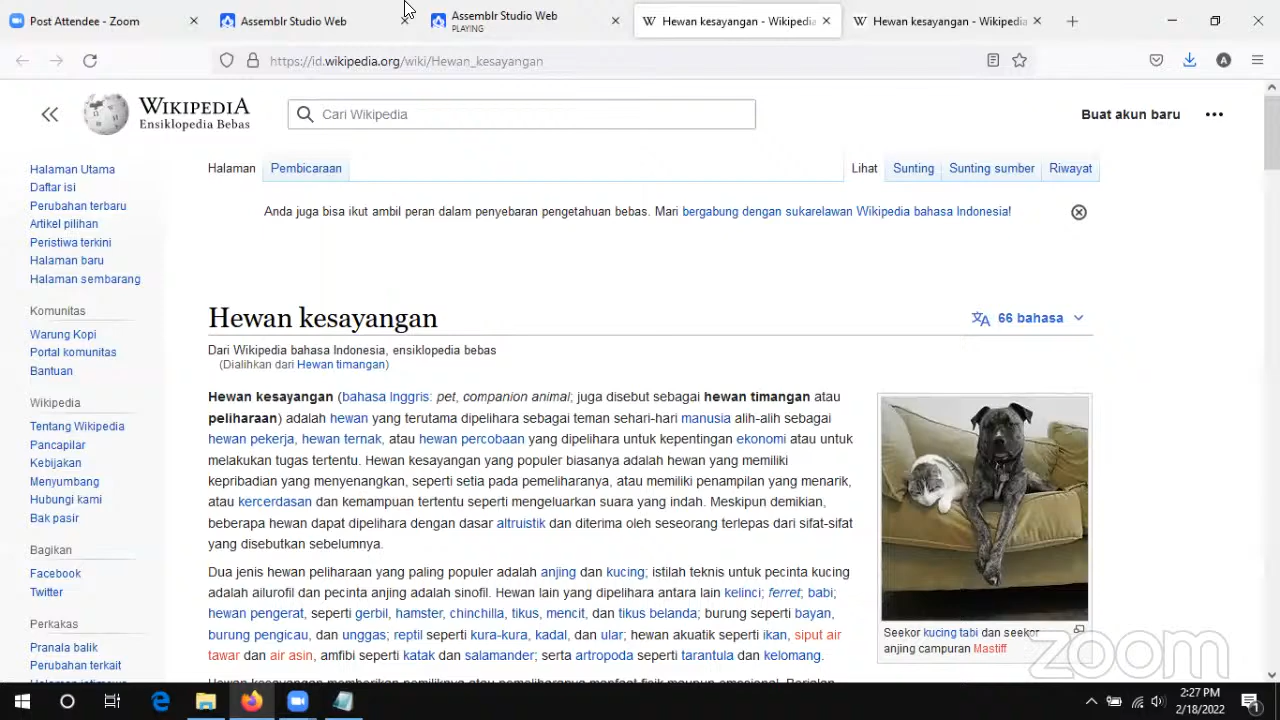 Post Attendee - Zoom
Assemblr Studio Web
Assemblr Studio Web
PLAYING
Hewan kesayangan - Wikipedia
Hewan kesayangan - Wikipedia
https://id.wikipedia.org/wiki/Hewan_kesayangan
WIKIPEDIA
Ensiklopedia Bebas
Cari Wikipedia
Buat akun baru
Halaman Utama
Daftar isi
Perubahan terbaru
Artikel pilihan
Peristiwa terkini
Halaman baru
Halaman sembarang
Komunitas
Warung Kopi
Portal komunitas
Bantuan
Wikipedia
Tentang Wikipedia
Pancapilar
Kebijakan
Menyumbang
Hubungi kami
Bak pasir
Bagikan
Facebook
Twitter
Perkakas
Pranala balik
Perubahan terkait
Halaman Pembicaraan
Lihat Sunting Sunting sumber Riwayat
Anda juga bisa ikut ambil peran dalam penyebaran pengetahuan bebas. Mari bergabung dengan sukarelawan Wikipedia bahasa Indonesia!
Hewan kesayangan
66 bahasa
Dari Wikipedia bahasa Indonesia, ensiklopedia bebas
(Dialihkan dari Hewan timangan)
Hewan kesayangan (bahasa Inggris: pet, companion animal; juga disebut sebagai hewan timangan atau
peliharaan) adalah hewan yang terutama dipelihara sebagai teman sehari-hari manusia alih-alih sebagai
hewan pekerja, hewan ternak, atau hewan percobaan yang dipelihara untuk kepentingan ekonomi atau untuk
melakukan tugas tertentu. Hewan kesayangan yang populer biasanya adalah hewan yang memiliki
kepribadian yang menyenangkan, seperti setia pada pemeliharanya, atau memiliki penampilan yang menarik,
atau kercerdasan dan kemampuan tertentu seperti mengeluarkan suara yang indah. Meskipun demikian,
beberapa hewan dapat dipelihara dengan dasar altruistik dan diterima oleh seseorang terlepas dari sifat-sifat
yang disebutkan sebelumnya.
Dua jenis hewan peliharaan yang paling populer adalah anjing dan kucing; istilah teknis untuk pecinta kucing
adalah ailurofil dan pecinta anjing adalah sinofil. Hewan lain yang dipelihara antara lain kelinci; ferret; babi;
hewan pengerat, seperti gerbil, hamster, chinchilla, tikus, mencit, dan tikus belanda; burung seperti bayan,
burung pengicau, dan unggas; reptil seperti kura-kura, kadal, dan ular; hewan akuatik seperti ikan, siput air
tawar dan air asin, amfibi seperti katak dan salamander; serta artropoda seperti tarantula dan kelomang.
Seekor kucing tabi dan seekor
anjing campuran Mastiff
zoom
2:27 PM
2/18/2022
1